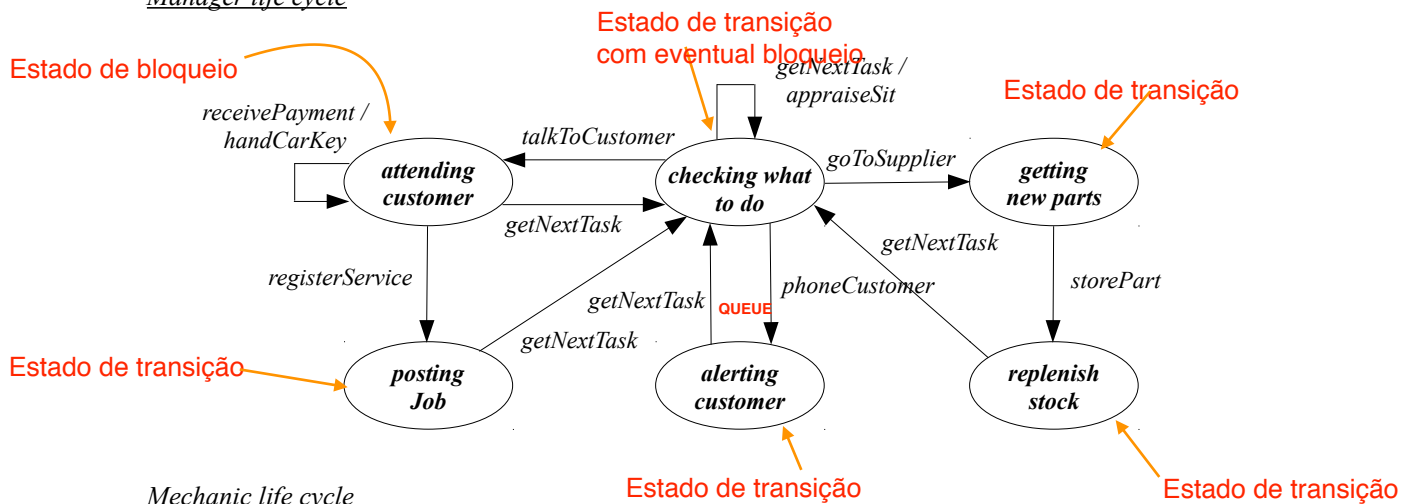 Manager life cycle
Estado de transição
com eventual bloqueio
Estado de bloqueio
getNextTask /
appraiseSit
Estado de transição
receivePayment /
handCarKey
talkToCustomer
goToSupplier
attending
customer
checking what
to do
getting
new parts
getNextTask
getNextTask
registerService
phoneCustomer
storePart
getNextTask
QUEUE
getNextTask
Estado de transição
posting
Job
alerting
customer
replenish
stock
Estado de transição
Estado de transição
Mechanic life cycle